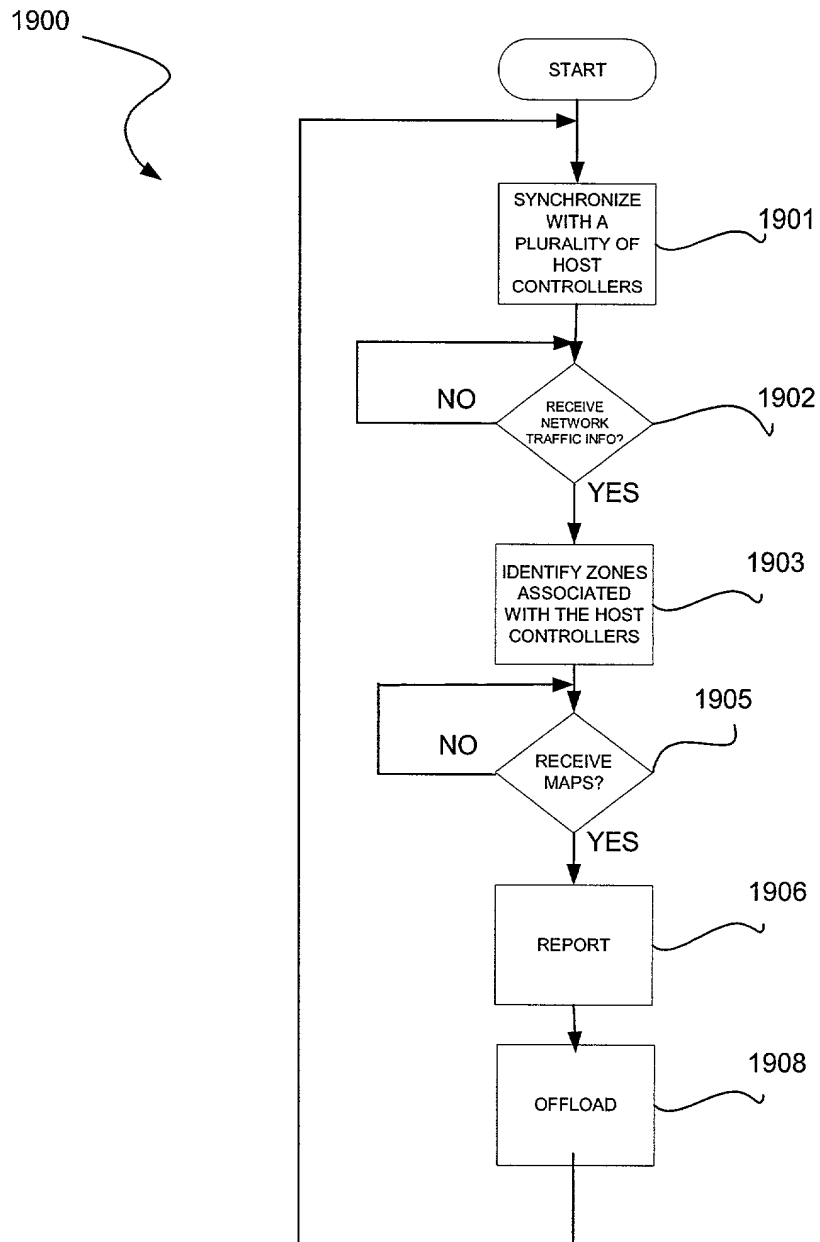 1900
START
SYNCHRONIZE
WITH A
PLURALITY OF
HOST
CONTROLLERS
1901
RECEIVE
NETWORK
TRAFFIC INFO?
1902
NO
YES
IDENTIFY ZONES
ASSOCIATED
WITH THE HOST
CONTROLLERS
1903
RECEIVE
MAPS?
1905
NO
YES
REPORT
1906
OFFLOAD
1908